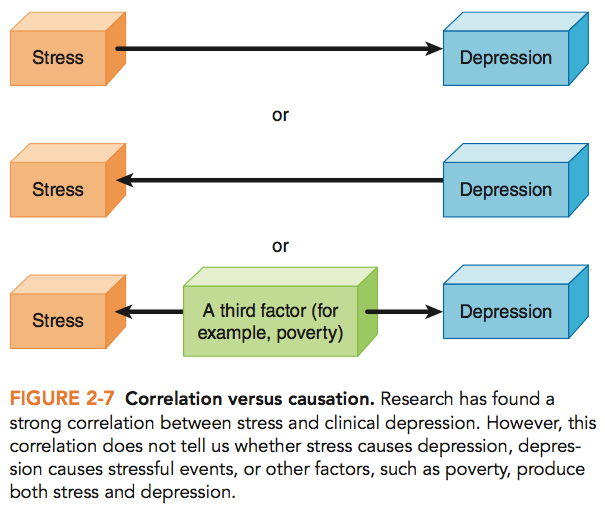 Stress Depression
or
Stress Depression
or
Stress A third factor (for Depression
example, poverty)
FIGURE 2-7 Correlation versus causation. Research has found a
strong correlation between stress and clinical depression. However, this
correlation does not tell us whether stress causes depression, depres-
sion causes stressful events, or other factors, such as poverty, produce
both stress and depression.